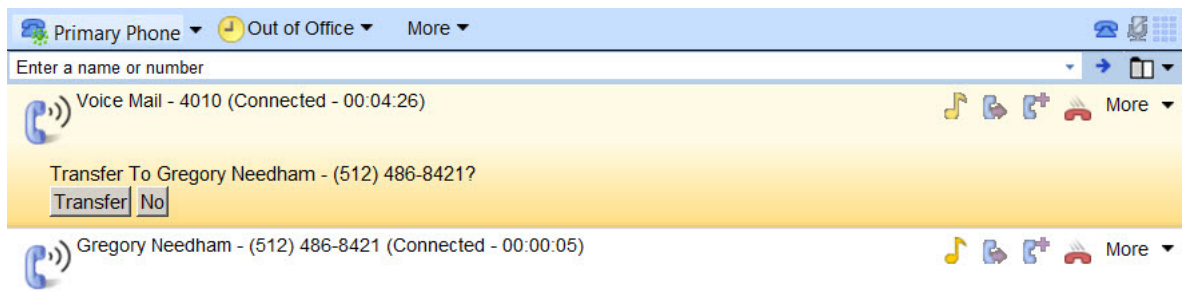 Primary Phone Out of Office More
Enter a name or number
Voice Mail - 4010 (Connected - 00:04:26) More
Transfer To Gregory Needham - (512) 486-8421?
Transfer No
Gregory Needham - (512) 486-8421 (Connected - 00:00:05) More